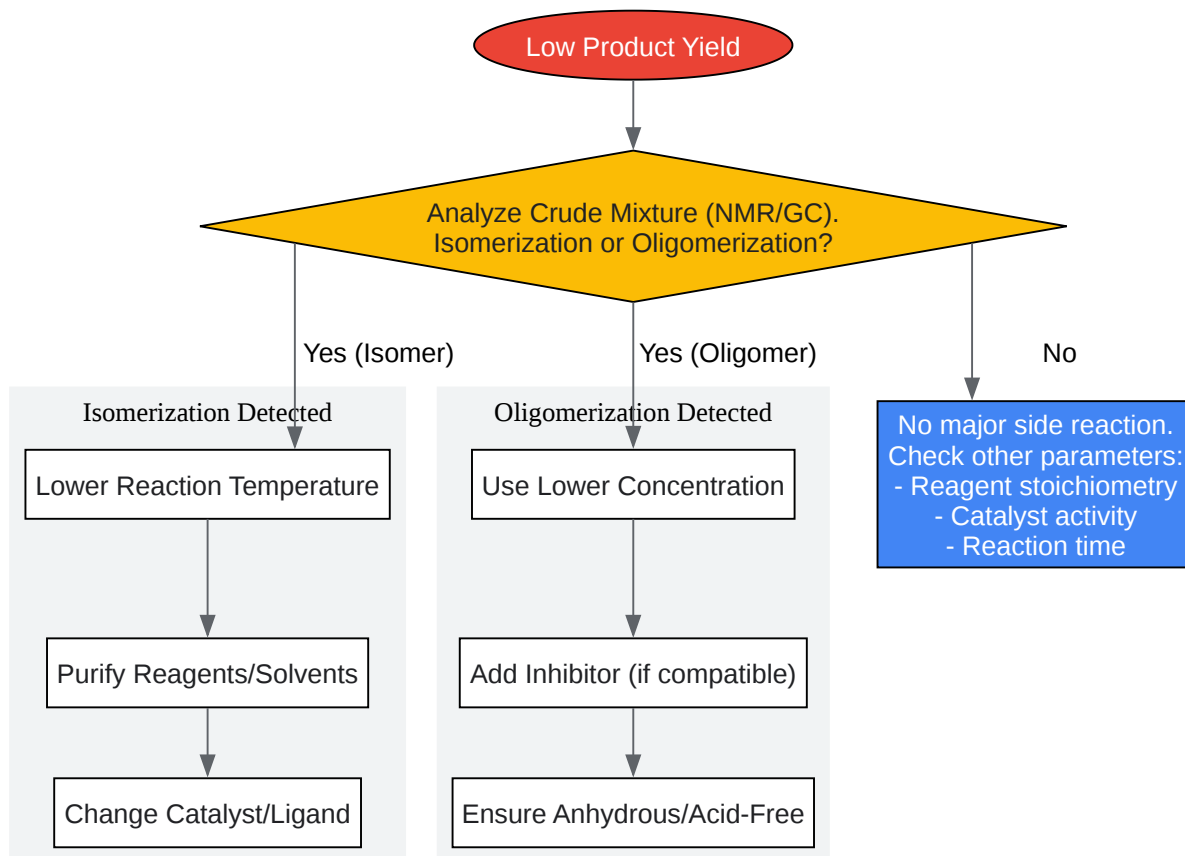 Low Product Yield
Analyze Crude Mixture (NMR/GC).
Isomerization or Oligomerization?
Yes (Isomer)
Yes (Oligomer)
No
Isomerization Detected
Oligomerization Detected
No major side reaction.
Check other parameters:
- Reagent stoichiometry
- Catalyst activity
- Reaction time
Lower Reaction Temperature
Use Lower Concentration
Purify Reagents/Solvents
Add Inhibitor (if compatible)
Change Catalyst/Ligand
Ensure Anhydrous/Acid-Free